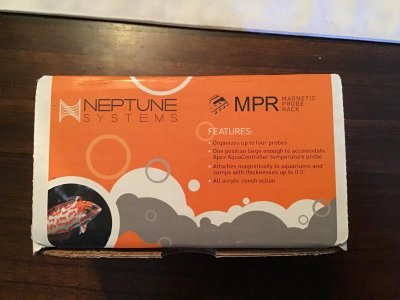 NEPTUNE
SYSTEMS
MPR MAGNETIC
PROBE
RACK
FEATURES:
• Organizes up to four probes
• One position large enough to accomodate
Apex AquaController temperature probe
• Attaches magnetically to aquariums and
sumps with thicknesses up to 0.5"
• All acrylic construction